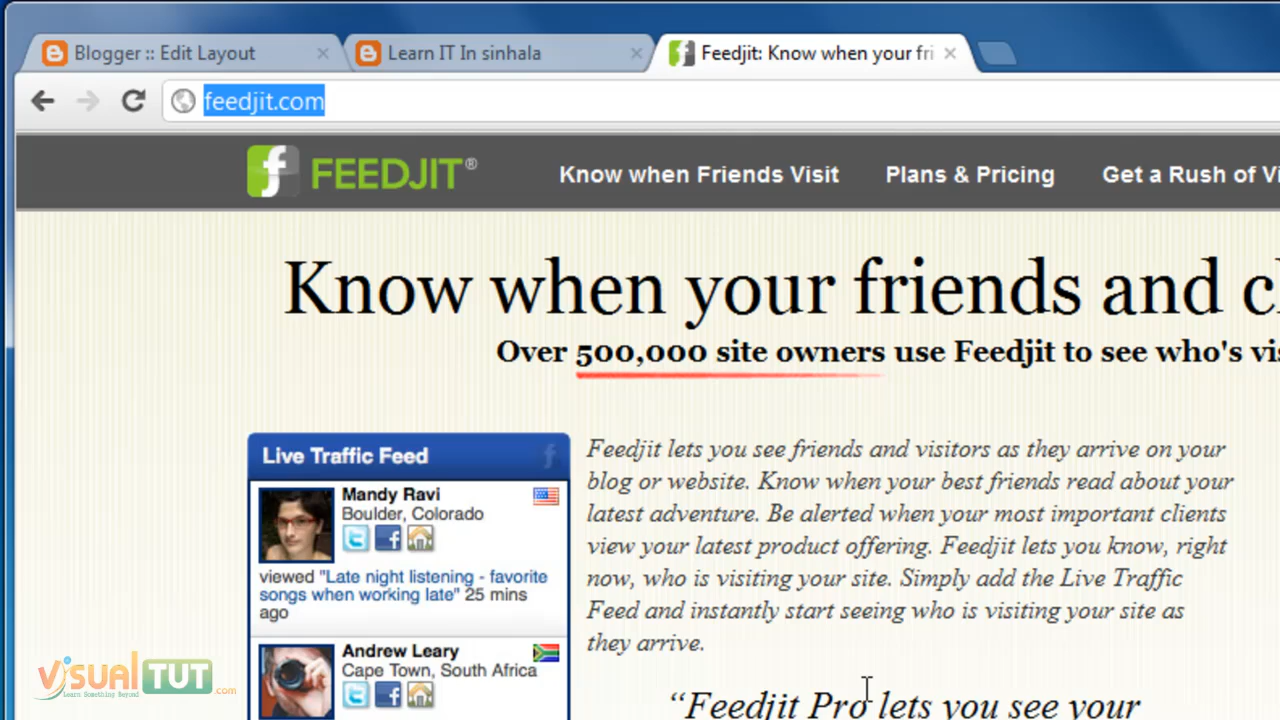 Blogger :: Edit Layout
Learn IT In sinhala
Feedjit: Know when your fri
feedjit.com
FEEDJIT®
Know when Friends Visit
Plans & Pricing
Get a Rush of Vi
Know when your friends and cl
Over 500,000 site owners use Feedjit to see who's vis
Live Traffic Feed
Mandy Ravi
Boulder, Colorado
viewed "Late night listening - favorite
songs when working late" 25 mins
ago
Andrew Leary
Cape Town, South Africa
Feedjit lets you see friends and visitors as they arrive on your
blog or website. Know when your best friends read about your
latest adventure. Be alerted when your most important clients
view your latest product offering. Feedjit lets you know, right
now, who is visiting your site. Simply add the Live Traffic
Feed and instantly start seeing who is visiting your site as
they arrive.
“Feedjit Pro lets you see your
visualTUT.com
Learn Something Beyond